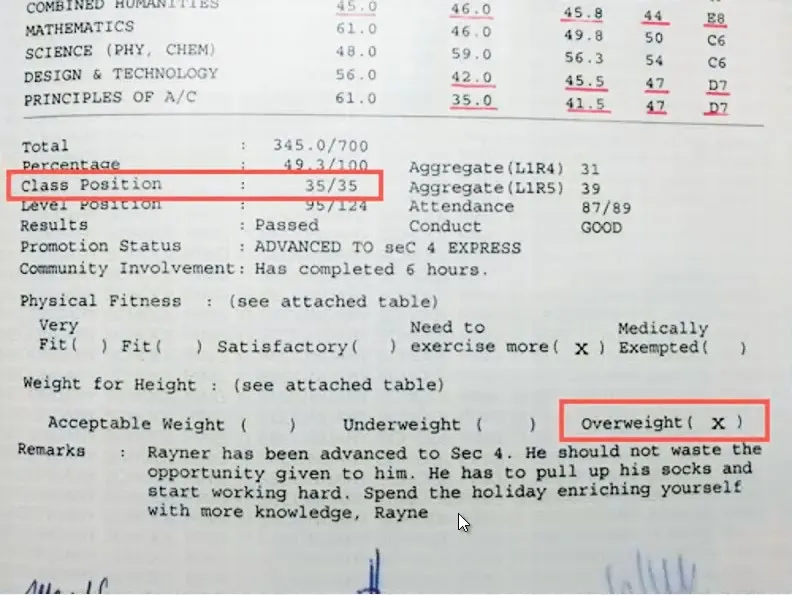 COMBINED HUMANITIES 45.0 46.0 45.8 44 E8
MATHEMATICS 61.0 46.0 49.8 50 C6
SCIENCE (PHY, CHEM) 48.0 59.0 56.3 54 C6
DESIGN & TECHNOLOGY 56.0 42.0 45.5 47 D7
PRINCIPLES OF A/C 61.0 35.0 41.5 47 D7
Total : 345.0/700
Percentage : 49.3/100 Aggregate(L1R4) 31
Class Position : 35/35 Aggregate(L1R5) 39
Level Position : 95/124 Attendance 87/89
Results : Passed Conduct GOOD
Promotion Status : ADVANCED TO seC 4 EXPRESS
Community Involvement: Has completed 6 hours.
Physical Fitness : (see attached table)
Very Need to Medically
Fit( ) Fit( ) Satisfactory( ) exercise more( X ) Exempted( )
Weight for Height : (see attached table)
Acceptable Weight ( ) Underweight ( ) Overweight( X )
Remarks : Rayner has been advanced to Sec 4. He should not waste the
opportunity given to him. He has to pull up his socks and
start working hard. Spend the holiday enriching yourself
with more knowledge, Rayne